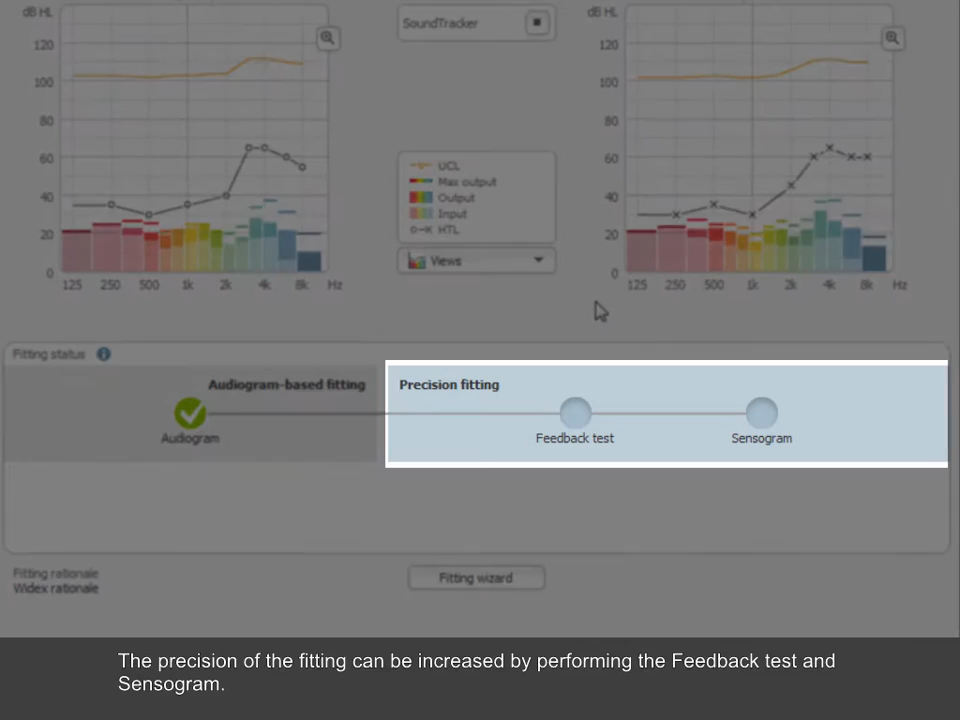 dB HL
120
100
80
60
40
20
0
125 250 500 1k 2k 4k 8k Hz
SoundTracker
UCL
Max output
Output
Input
HTL
Views
dB HL
120
100
80
60
40
20
0
125 250 500 1k 2k 4k 8k Hz
Fitting status
Audiogram-based fitting
Audiogram
Precision fitting
Feedback test
Sensogram
Fitting rationale
Widex rationale
Fitting wizard
The precision of the fitting can be increased by performing the Feedback test and
Sensogram.